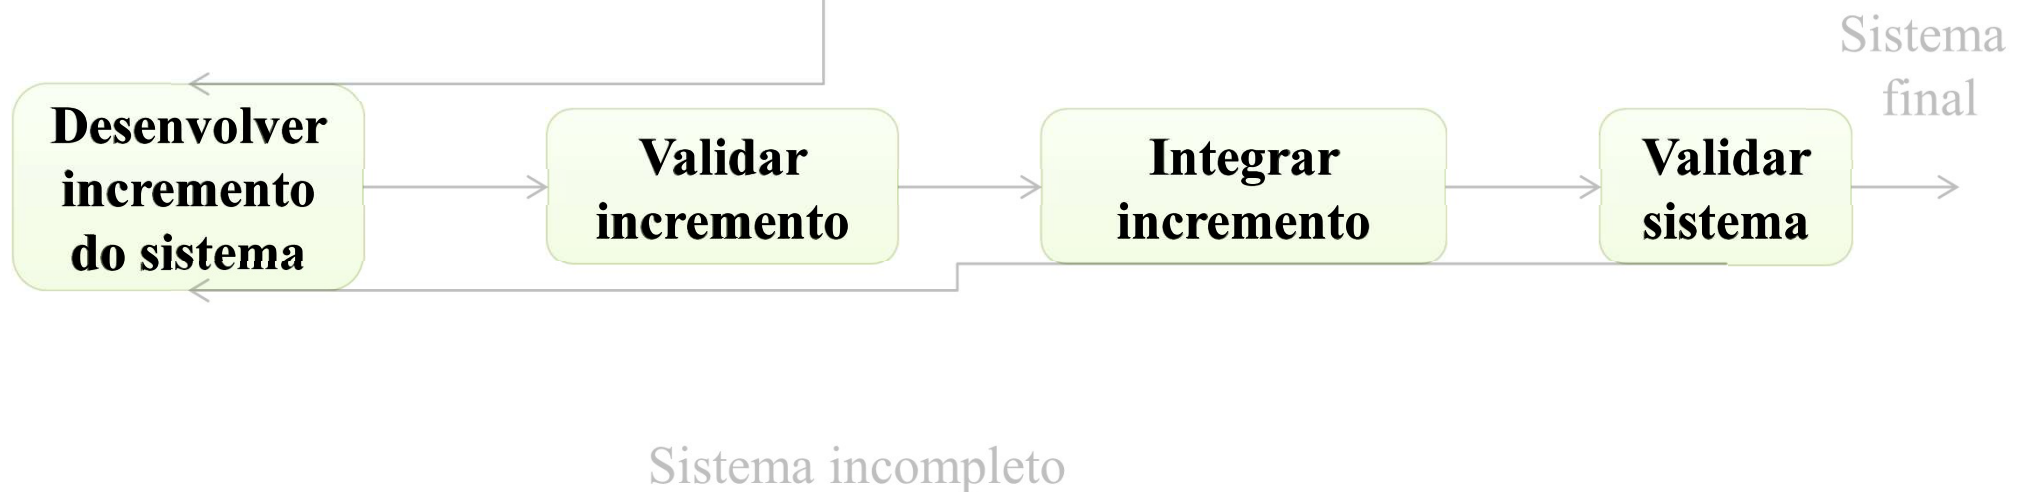 Sistema
final
Desenvolver
incremento
do sistema
Validar
incremento
Integrar
incremento
Validar
sistema
Sistema incompleto